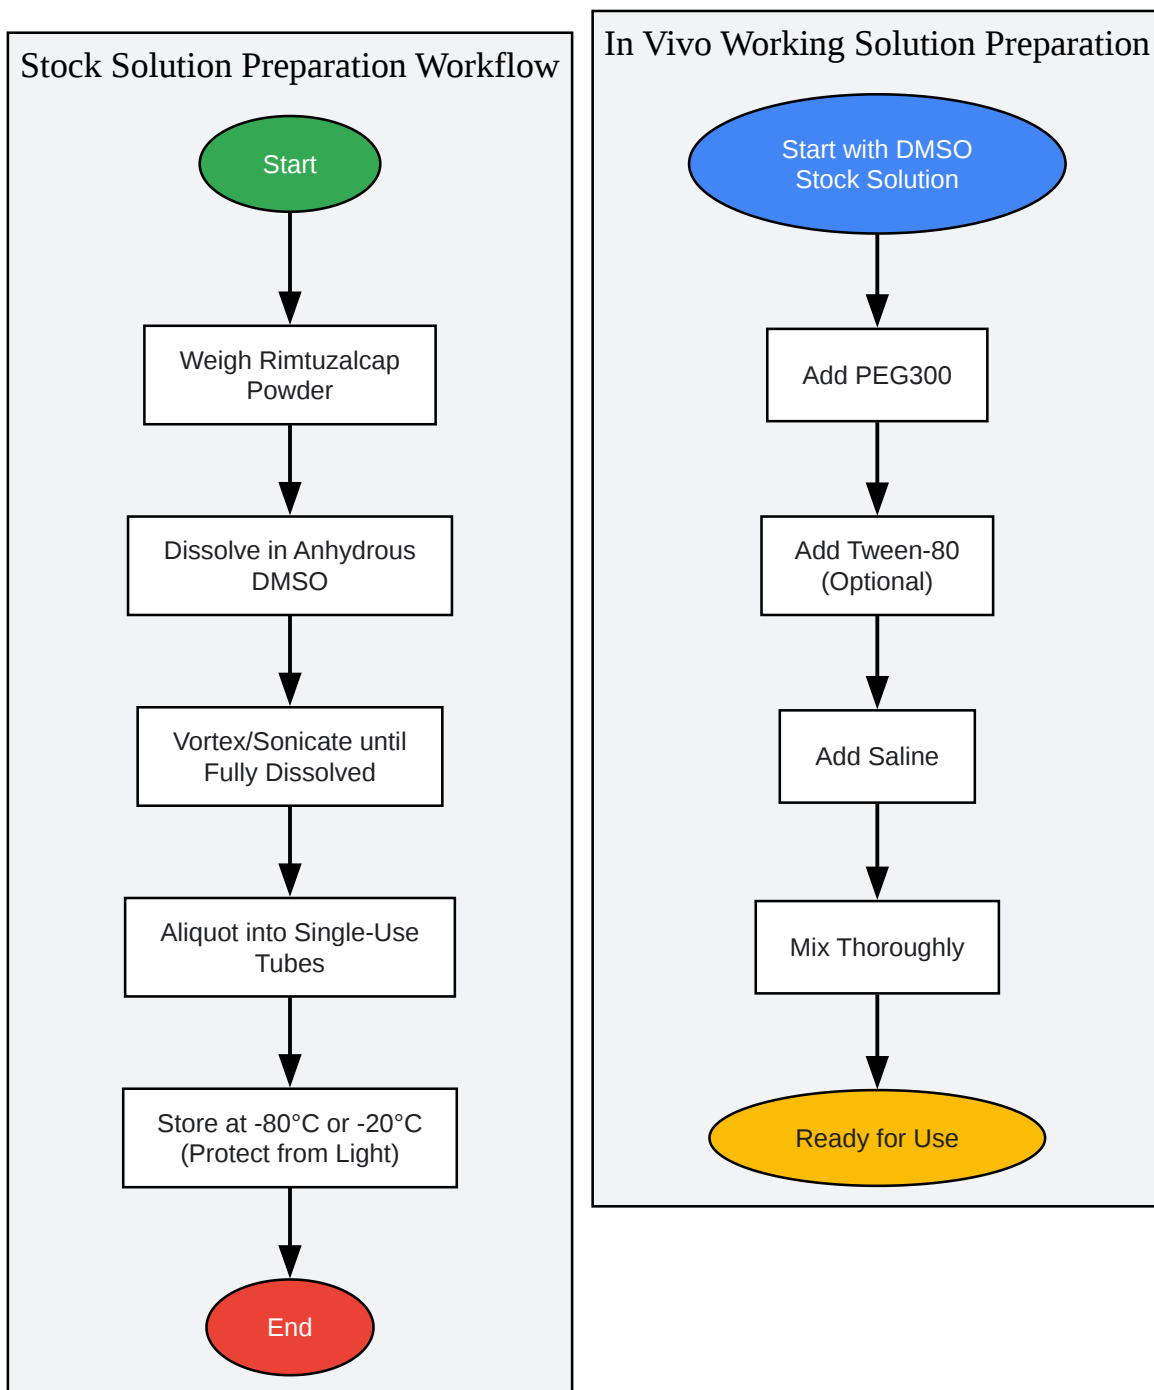 Stock Solution Preparation Workflow
Start
Weigh Rimtuzalcap
Powder
Dissolve in Anhydrous
DMSO
Vortex/Sonicate until
Fully Dissolved
Aliquot into Single-Use
Tubes
Store at -80°C or -20°C
(Protect from Light)
End
In Vivo Working Solution Preparation
Start with DMSO
Stock Solution
Add PEG300
Add Tween-80
(Optional)
Add Saline
Mix Thoroughly
Ready for Use